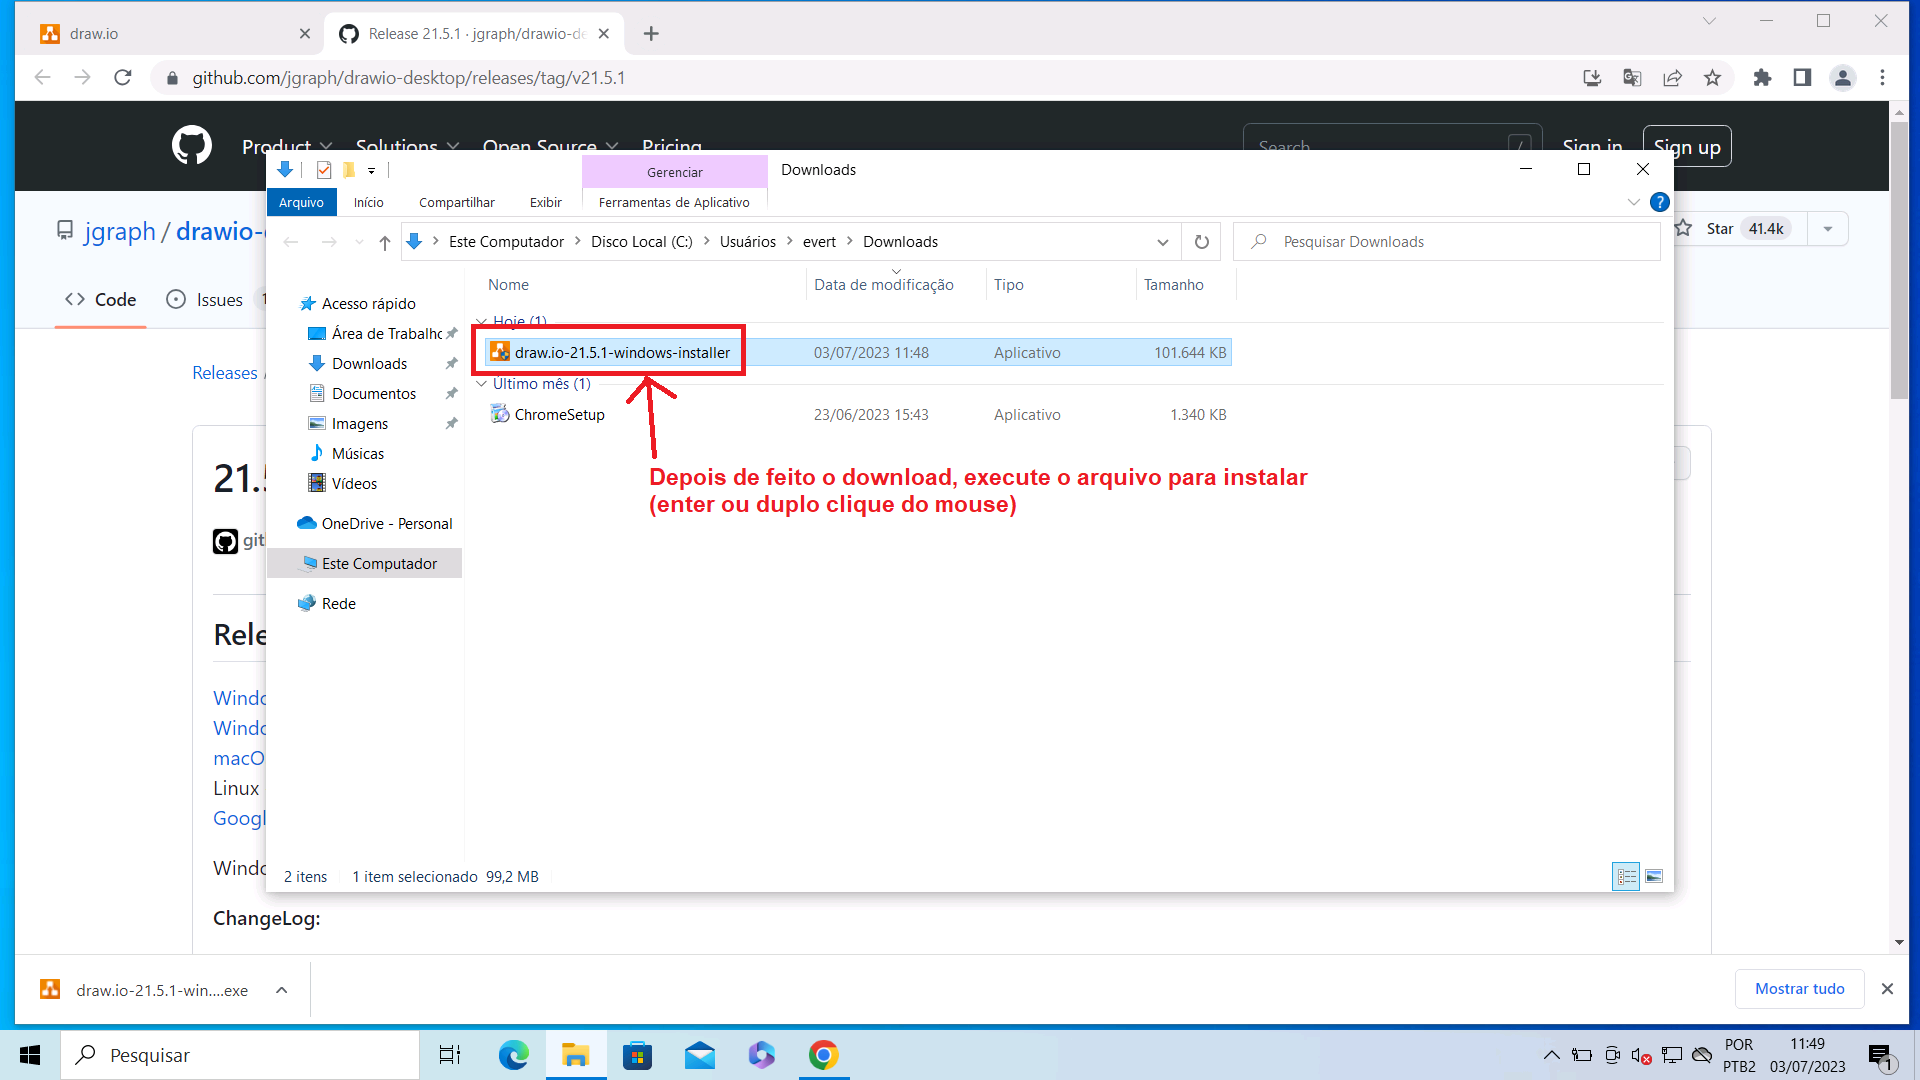 draw.io
Release 21.5.1 · jgraph/drawio-de
github.com/jgraph/drawio-desktop/releases/tag/v21.5.1
Product
Solutions
Open Source
Pricing
Search
/
Sign in
Sign up
jgraph / drawio-
Star 41.4k
Code
Issues
1
Releases /
21.5
git
Rele
Windo
Windo
macO
Linux
Googl
Windo
ChangeLog:
Gerenciar
Downloads
Arquivo
Início
Compartilhar
Exibir
Ferramentas de Aplicativo
?
Este Computador > Disco Local (C:) > Usuários > evert > Downloads
Pesquisar Downloads
Nome
Data de modificação
Tipo
Tamanho
Acesso rápido
Área de Trabalho
Downloads
Documentos
Imagens
Músicas
Vídeos
OneDrive - Personal
Este Computador
Rede
Hoje (1)
draw.io-21.5.1-windows-installer 03/07/2023 11:48 Aplicativo 101.644 KB
Último mês (1)
ChromeSetup 23/06/2023 15:43 Aplicativo 1.340 KB
Depois de feito o download, execute o arquivo para instalar
(enter ou duplo clique do mouse)
2 itens
1 item selecionado 99,2 MB
draw.io-21.5.1-win....exe
Mostrar tudo
Pesquisar
POR
PTB2
11:49
03/07/2023
1